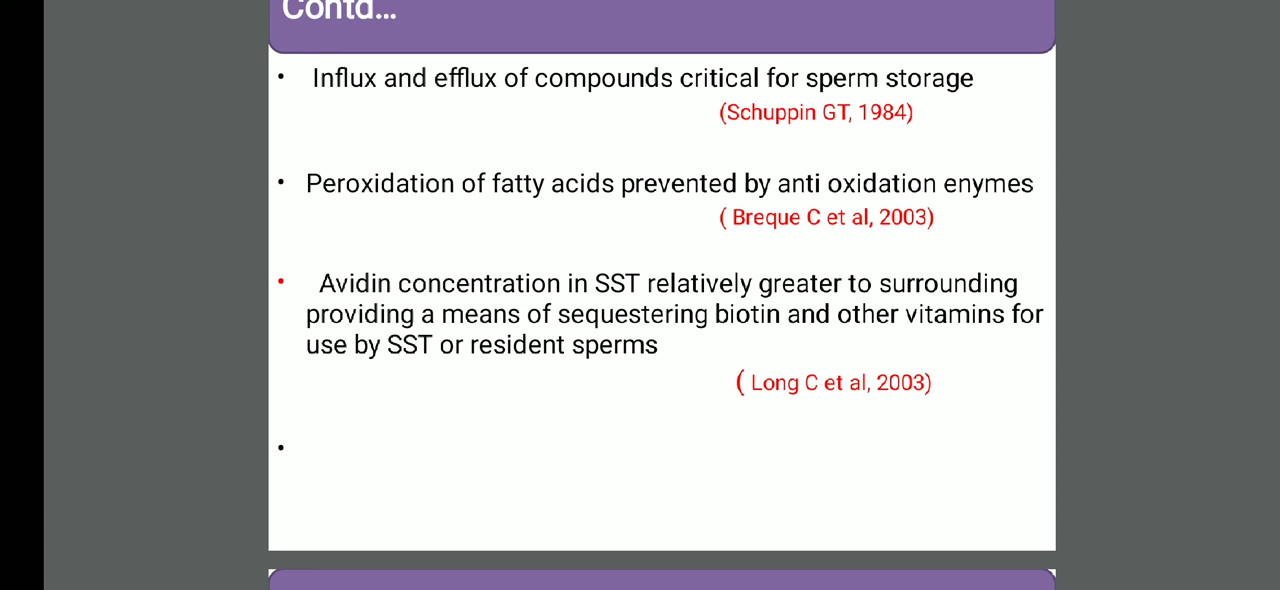 Contd...
• Influx and efflux of compounds critical for sperm storage
(Schuppin GT, 1984)
• Peroxidation of fatty acids prevented by anti oxidation enymes
( Breque C et al, 2003)
• Avidin concentration in SST relatively greater to surrounding
providing a means of sequestering biotin and other vitamins for
use by SST or resident sperms
( Long C et al, 2003)
•